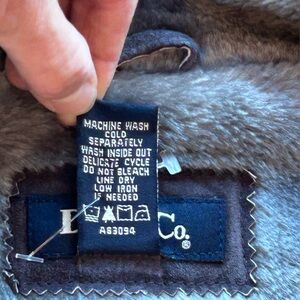 MACHINE WASH
COLD
SEPARATELY
WASH INSIDE OUT
DELICATE CYCLE
DO NOT BLEACH
LINE DRY
LOW IRON
IF NEEDED
A83094
Co.®